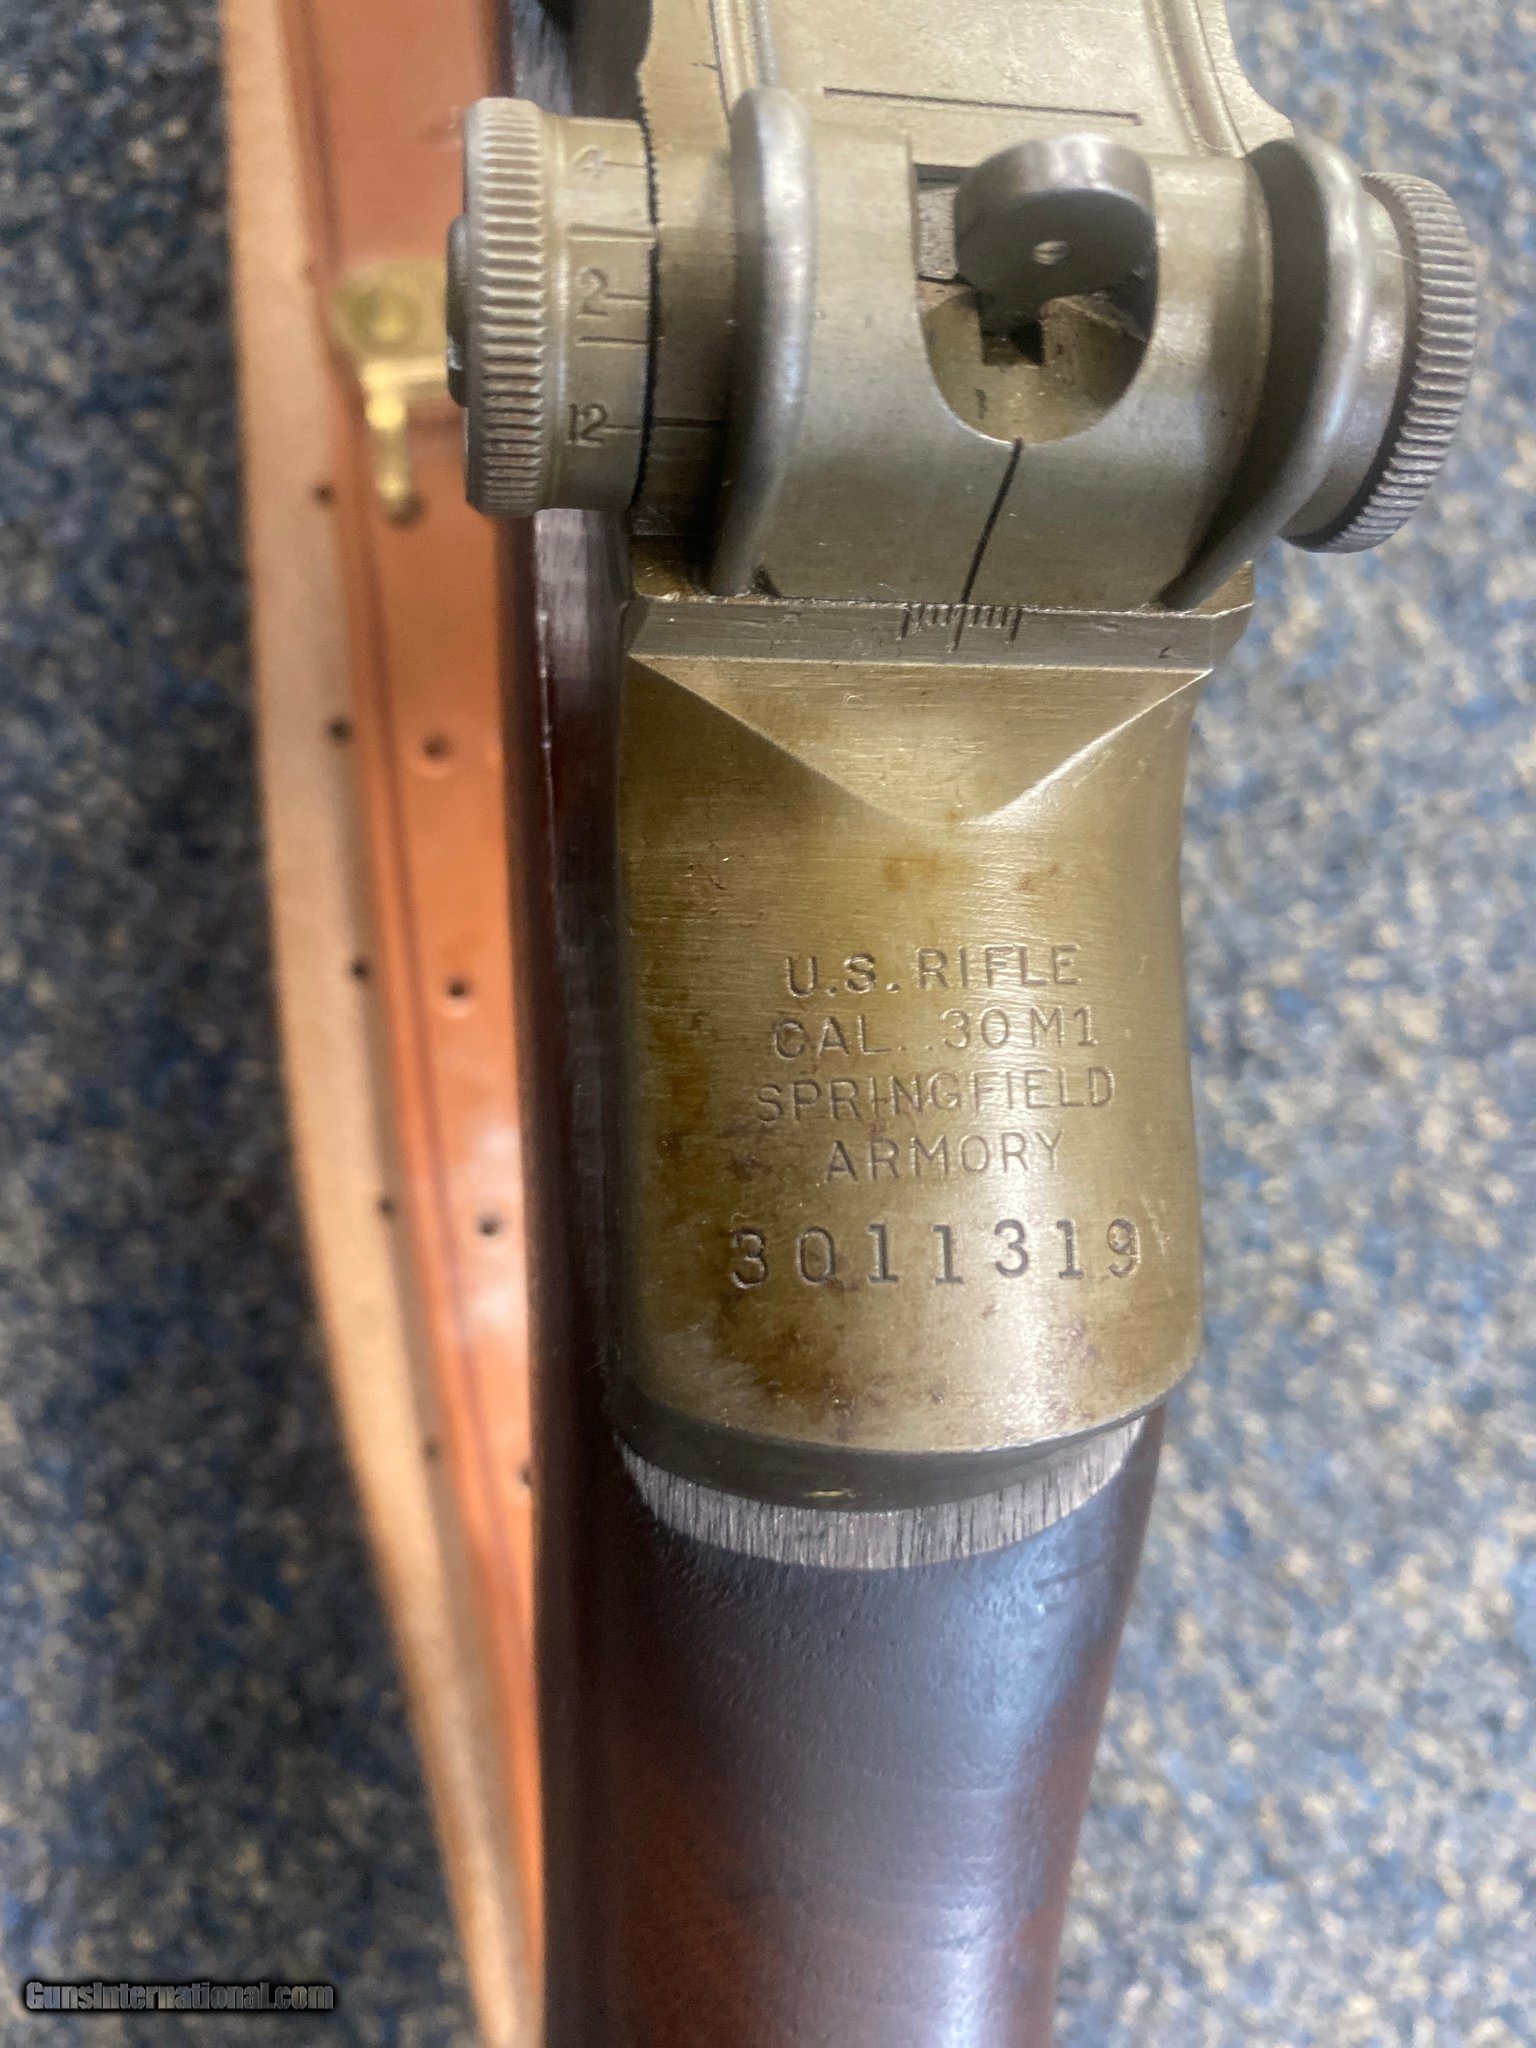 4
2
12
U.S. RIFLE
CAL. .30 M1
SPRINGFIELD
ARMORY
3011319
GunsInternational.com